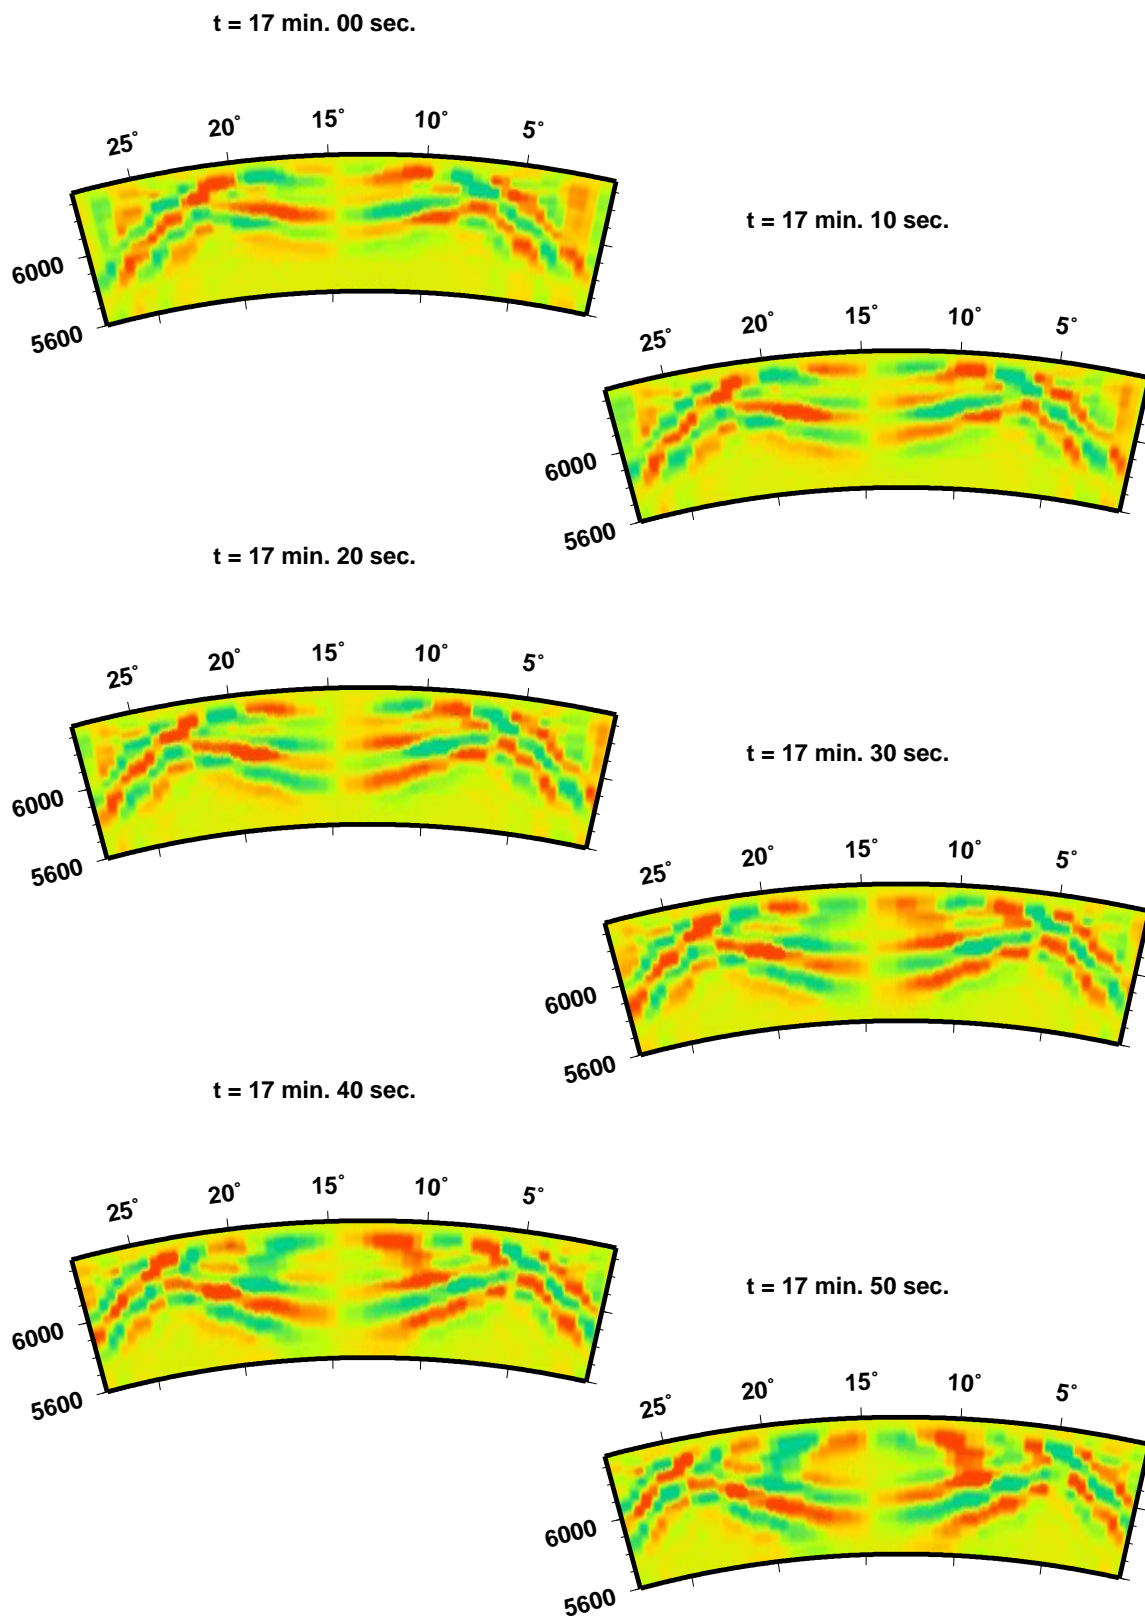 t = 17 min. 00 sec.
25° 20° 15° 10° 5°
6000
5600
t = 17 min. 10 sec.
25° 20° 15° 10° 5°
6000
5600
t = 17 min. 20 sec.
25° 20° 15° 10° 5°
6000
5600
t = 17 min. 30 sec.
25° 20° 15° 10° 5°
6000
5600
t = 17 min. 40 sec.
25° 20° 15° 10° 5°
6000
5600
t = 17 min. 50 sec.
25° 20° 15° 10° 5°
6000
5600